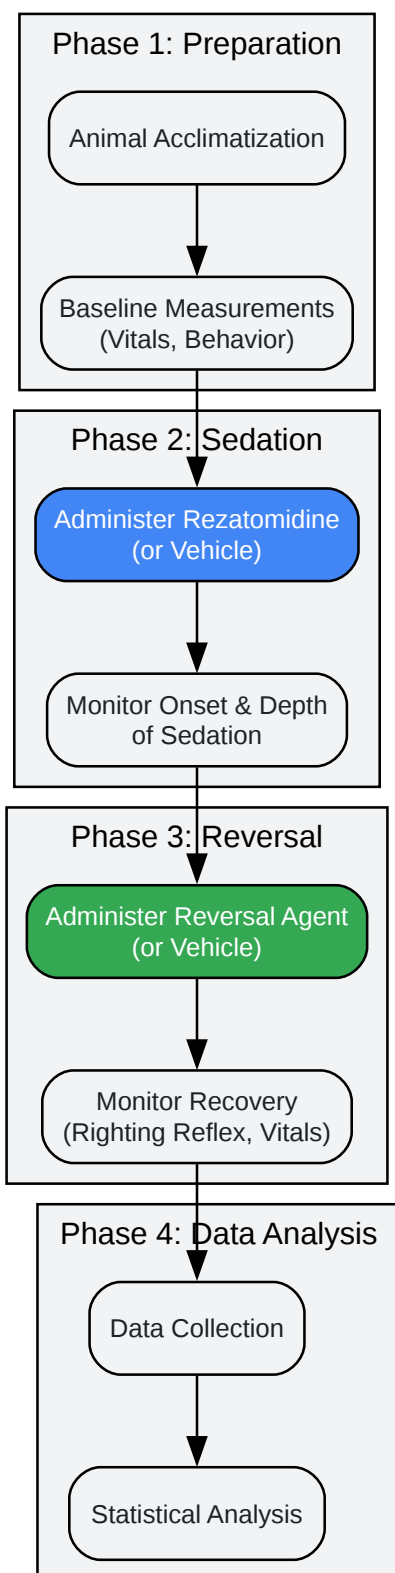 Phase 1: Preparation
Animal Acclimatization
Baseline Measurements
(Vitals, Behavior)
Phase 2: Sedation
Administer Rezatomidine
(or Vehicle)
Monitor Onset & Depth
of Sedation
Phase 3: Reversal
Administer Reversal Agent
(or Vehicle)
Monitor Recovery
(Righting Reflex, Vitals)
Phase 4: Data Analysis
Data Collection
Statistical Analysis